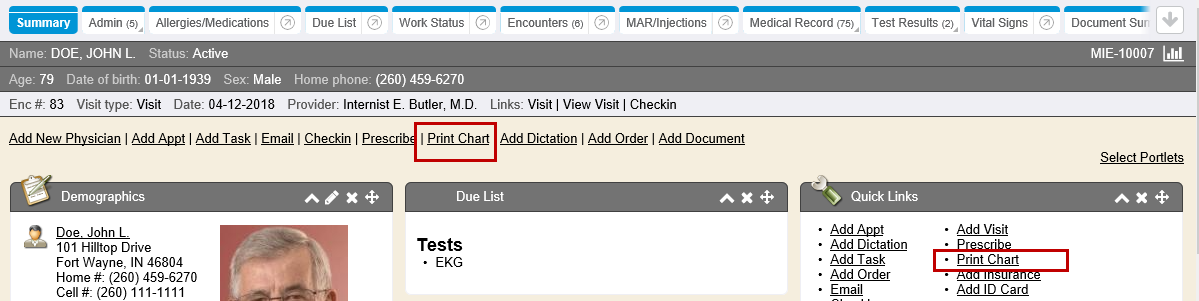 Summary Admin (5) Allergies/Medications Due List Work Status Encounters (6) MAR/Injections Medical Record (75) Test Results (2) Vital Signs Document Sum
Name: DOE, JOHN L. Status: Active MIE-10007
Age: 79 Date of birth: 01-01-1939 Sex: Male Home phone: (260) 459-6270
Enc #: 83 Visit type: Visit Date: 04-12-2018 Provider: Internist E. Butler, M.D. Links: Visit | View Visit | Checkin
Add New Physician | Add Appt | Add Task | Email | Checkin | Prescribe | Print Chart Add Dictation | Add Order | Add Document
Select Portlets
Demographics
Doe, John L.
101 Hilltop Drive
Fort Wayne, IN 46804
Home #: (260) 459-6270
Cell #: (260) 111-1111
Due List
Tests
• EKG
Quick Links
• Add Appt
• Add Dictation
• Add Task
• Add Order
• Email
• Add Visit
• Prescribe
• Print Chart
• Add Insurance
• Add ID Card